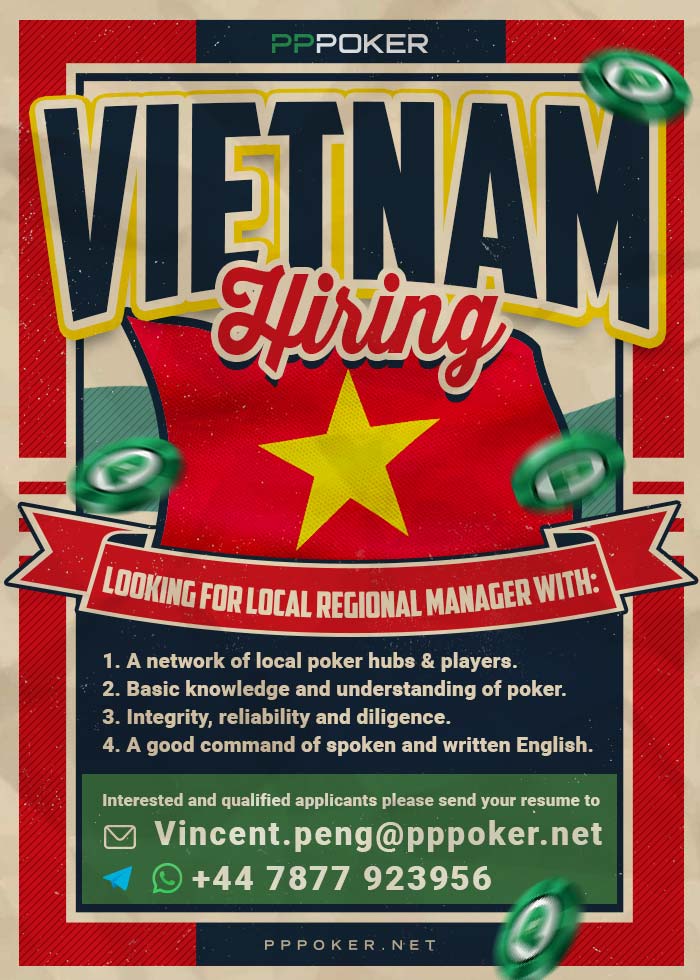 PPPOKER
VIETNAM
Hiring
LOOKING FOR LOCAL REGIONAL MANAGER WITH:
1. A network of local poker hubs & players.
2. Basic knowledge and understanding of poker.
3. Integrity, reliability and diligence.
4. A good command of spoken and written English.
Interested and qualified applicants please send your resume to
Vincent.peng@pppoker.net
+44 7877 923956
PPPOKER.NET